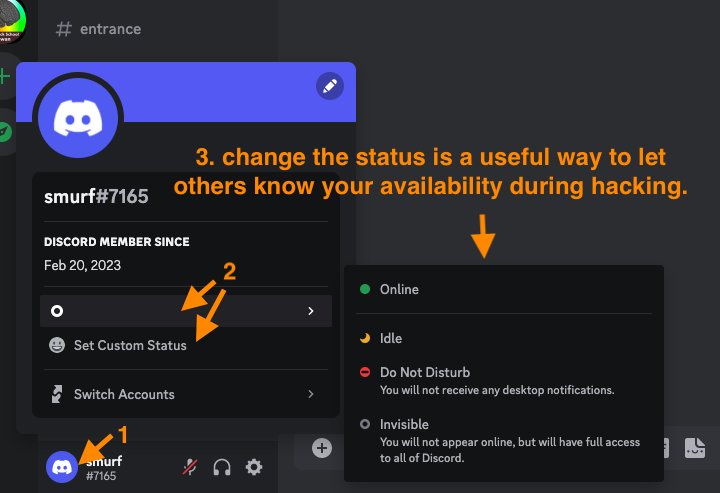 entrance
3. change the status is a useful way to let
others know your availability during hacking.
smurf#7165
DISCORD MEMBER SINCE
Feb 20, 2023
2
Set Custom Status
Switch Accounts
Online
Idle
Do Not Disturb
You will not receive any desktop notifications.
Invisible
You will not appear online, but will have full access
to all of Discord.
1
smurf
#7165